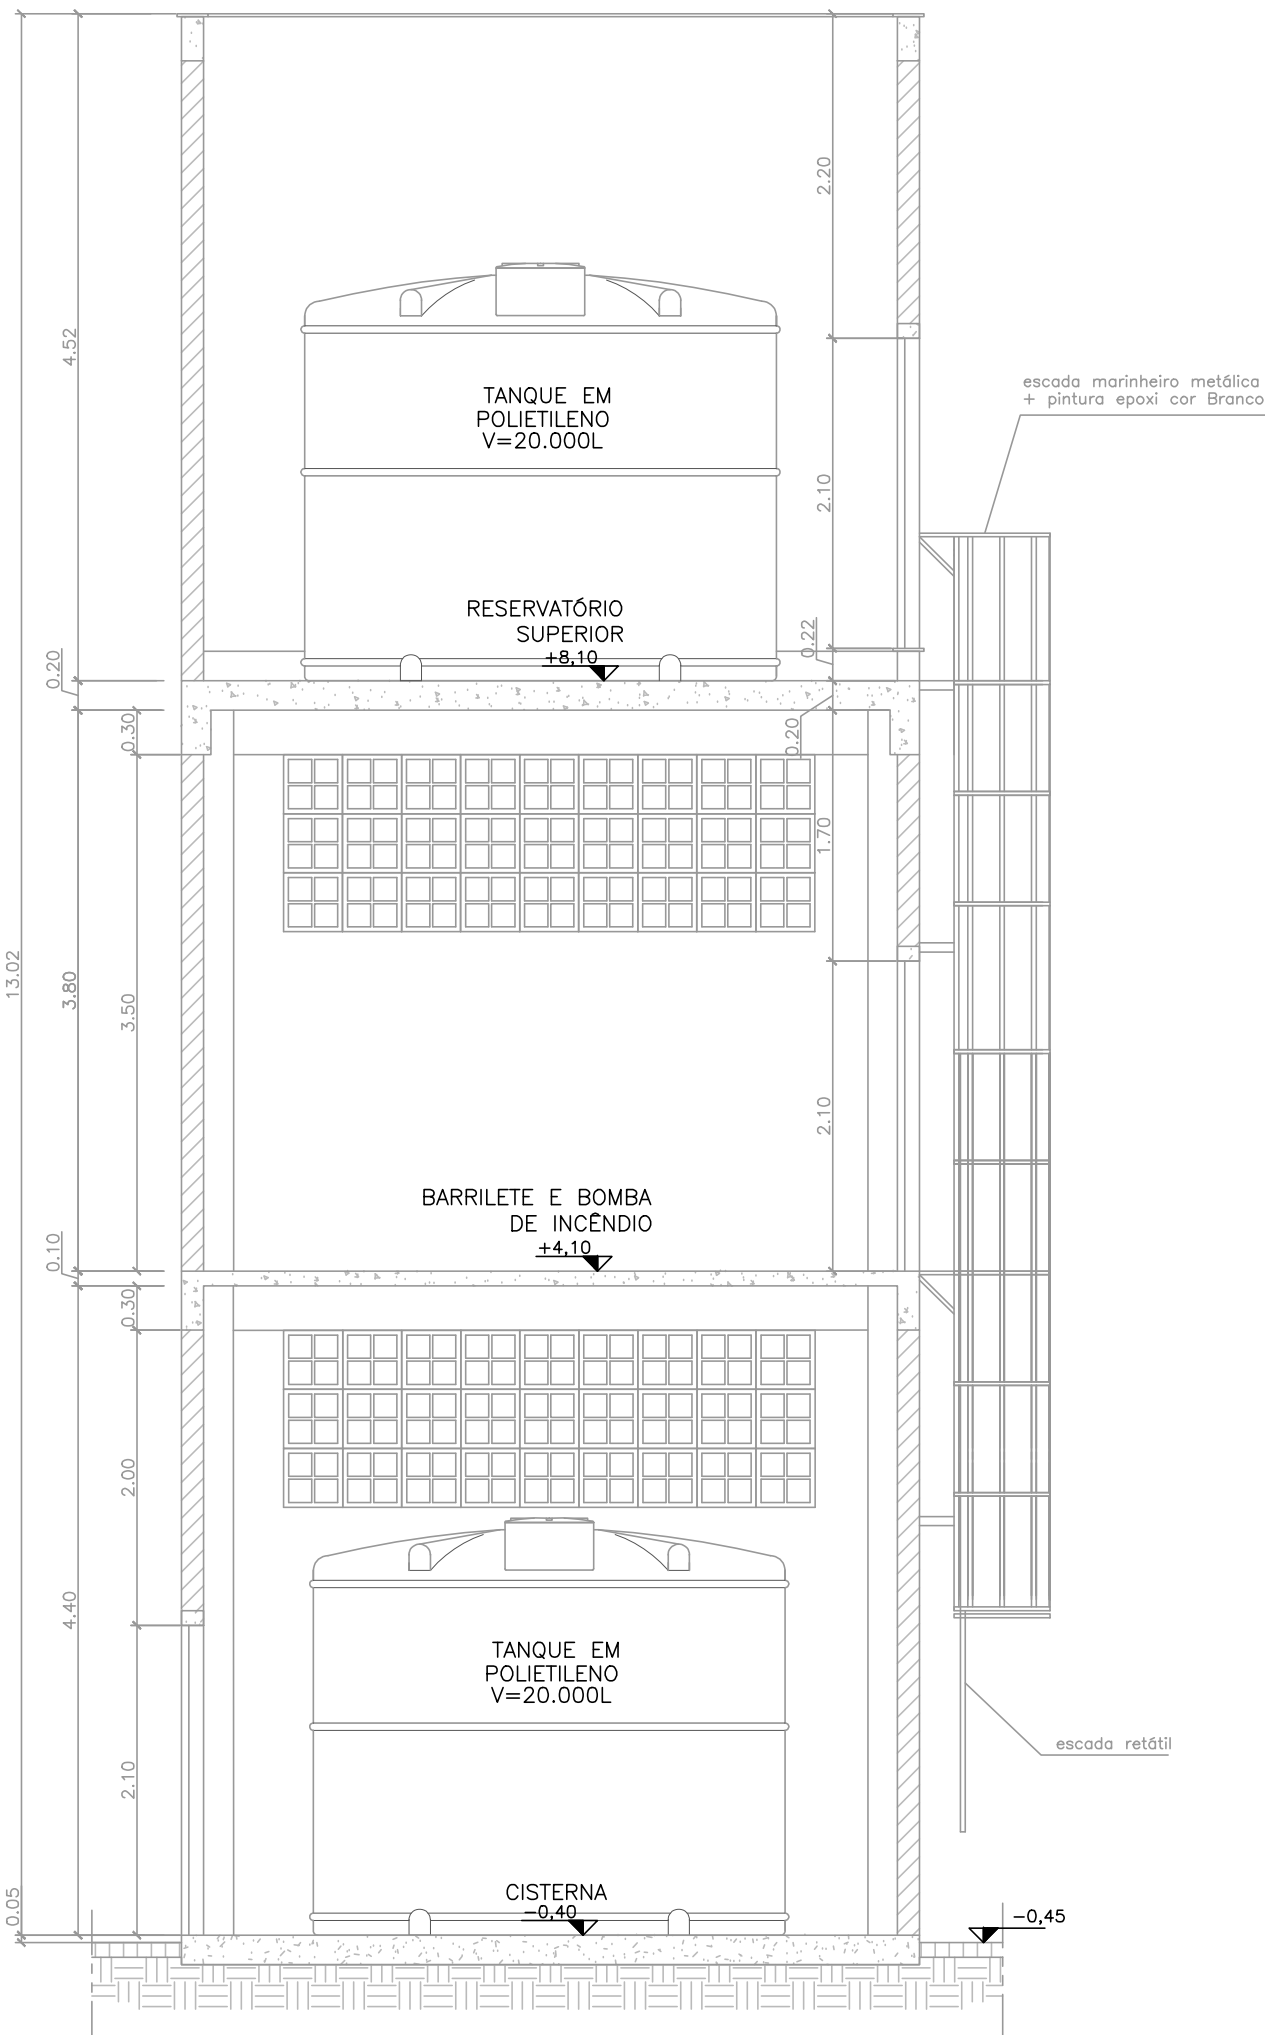 2.20
4.52
escada marinheiro metálica
+ pintura epoxi cor Branco
TANQUE EM
POLIETILENO
V=20.000L
2.10
RESERVATÓRIO
SUPERIOR
+8,10
0.22
0.20
0.30
0.20
1.70
13.02
3.80
3.50
2.10
BARRILETE E BOMBA
DE INCÊNDIO
+4,10
0.10
0.30
2.00
4.40
TANQUE EM
POLIETILENO
V=20.000L
escada retátil
2.10
CISTERNA
-0,40
0.05
-0,45